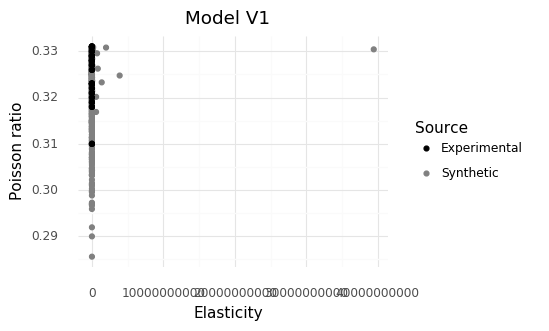 Model V1
0.33
0.32
0.31
0.30
0.29
Poisson ratio
0 10000000000 20000000000 30000000000 40000000000
Elasticity
Source
Experimental
Synthetic